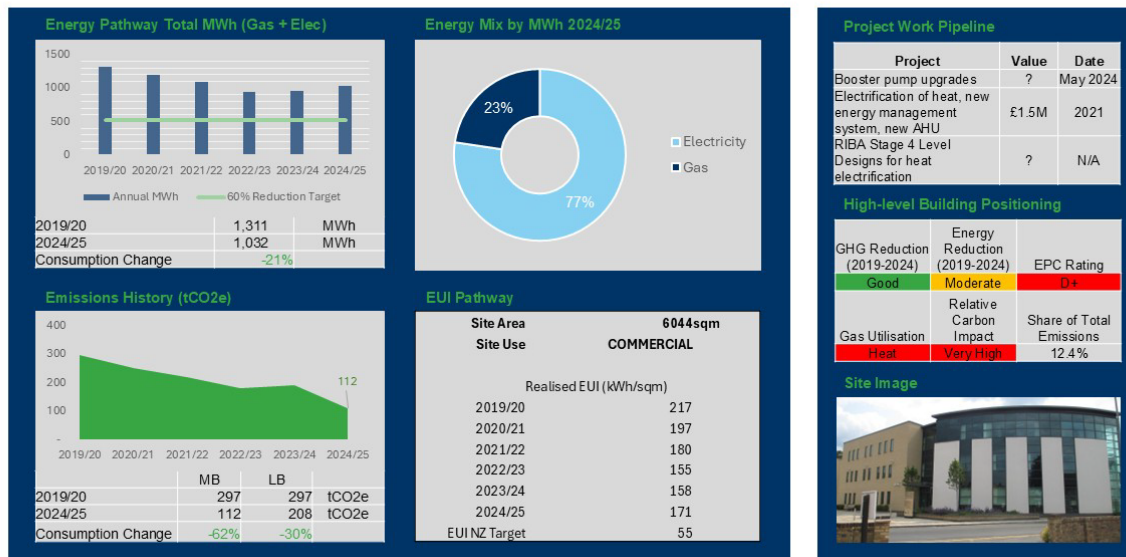 Energy Pathway Total MWh (Gas + Elec)
1500
1000
500
0
2019/20 2020/21 2021/22 2022/23 2023/24 2024/25
Annual MWh 60% Reduction Target
2019/20 1,311 MWh
2024/25 1,032 MWh
Consumption Change -21%
Energy Mix by MWh 2024/25
23%
77%
Electricity
Gas
Emissions History (tCO2e)
400
300
200
100
-
112
2019/20 2020/21 2021/22 2022/23 2023/24 2024/25
MB LB
2019/20 297 297 tCO2e
2024/25 112 208 tCO2e
Consumption Change -62% -30%
EUI Pathway
Site Area 6044sqm
Site Use COMMERCIAL
Realised EUI (kWh/sqm)
2019/20 217
2020/21 197
2021/22 180
2022/23 155
2023/24 158
2024/25 171
EUI NZ Target 55
Project Work Pipeline
Project Value Date
Booster pump upgrades ? May 2024
Electrification of heat, new
energy management £1.5M 2021
system, new AHU
RIBA Stage 4 Level
Designs for heat ? N/A
electrification
High-level Building Positioning
GHG Reduction
(2019-2024)
Energy
Reduction
(2019-2024)
EPC Rating
Good Moderate D+
Gas Utilisation
Relative
Carbon
Impact
Share of Total
Emissions
Heat Very High 12.4%
Site Image